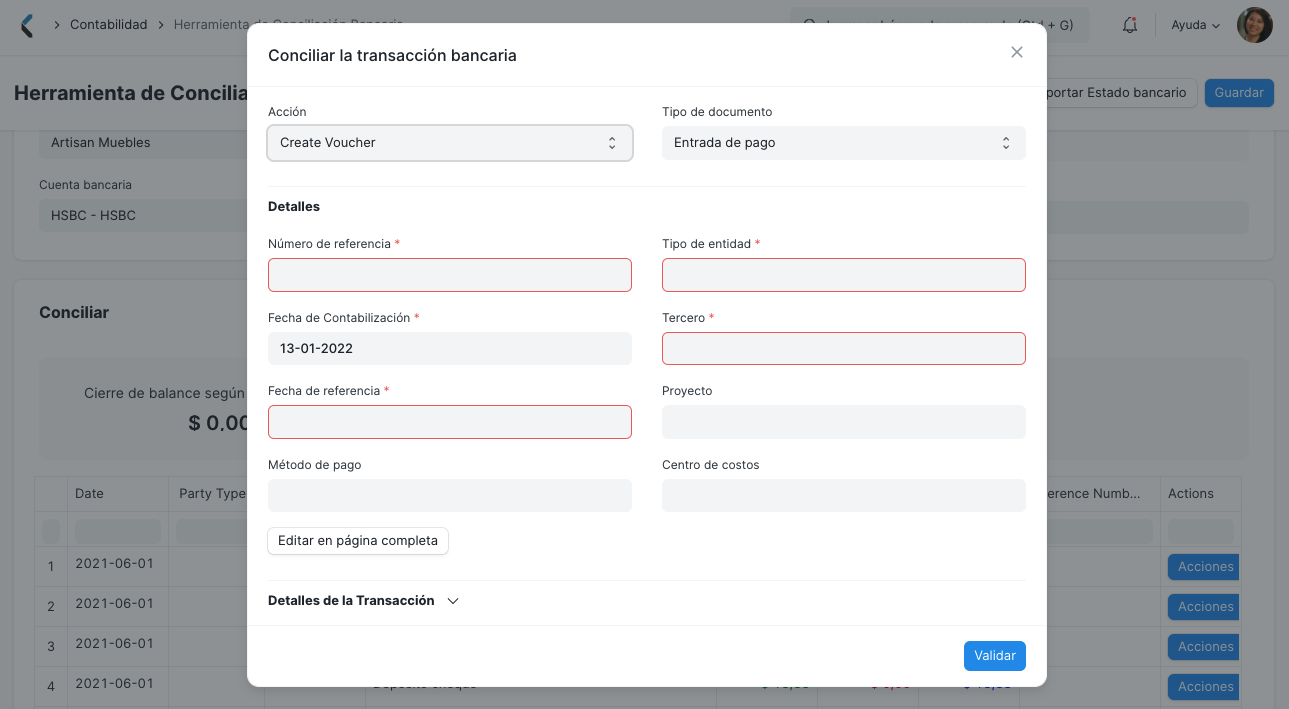 Contabilidad
Herramienta de Conciliación Bancaria
+ G)
Ayuda
Herramienta de Concilia
portar Estado bancario
Guardar
Artisan Muebles
Cuenta bancaria
HSBC - HSBC
Conciliar
Cierre de balance según
$ 0,00
Date
Party Type
erence Numb...
Actions
1
2021-06-01
Acciones
2
2021-06-01
Acciones
3
2021-06-01
Acciones
4
2021-06-01
Acciones
Conciliar la transacción bancaria
Acción
Tipo de documento
Create Voucher
Entrada de pago
Detalles
Número de referencia *
Tipo de entidad *
Fecha de Contabilización *
Tercero *
13-01-2022
Fecha de referencia *
Proyecto
Método de pago
Centro de costos
Editar en página completa
Detalles de la Transacción
Validar